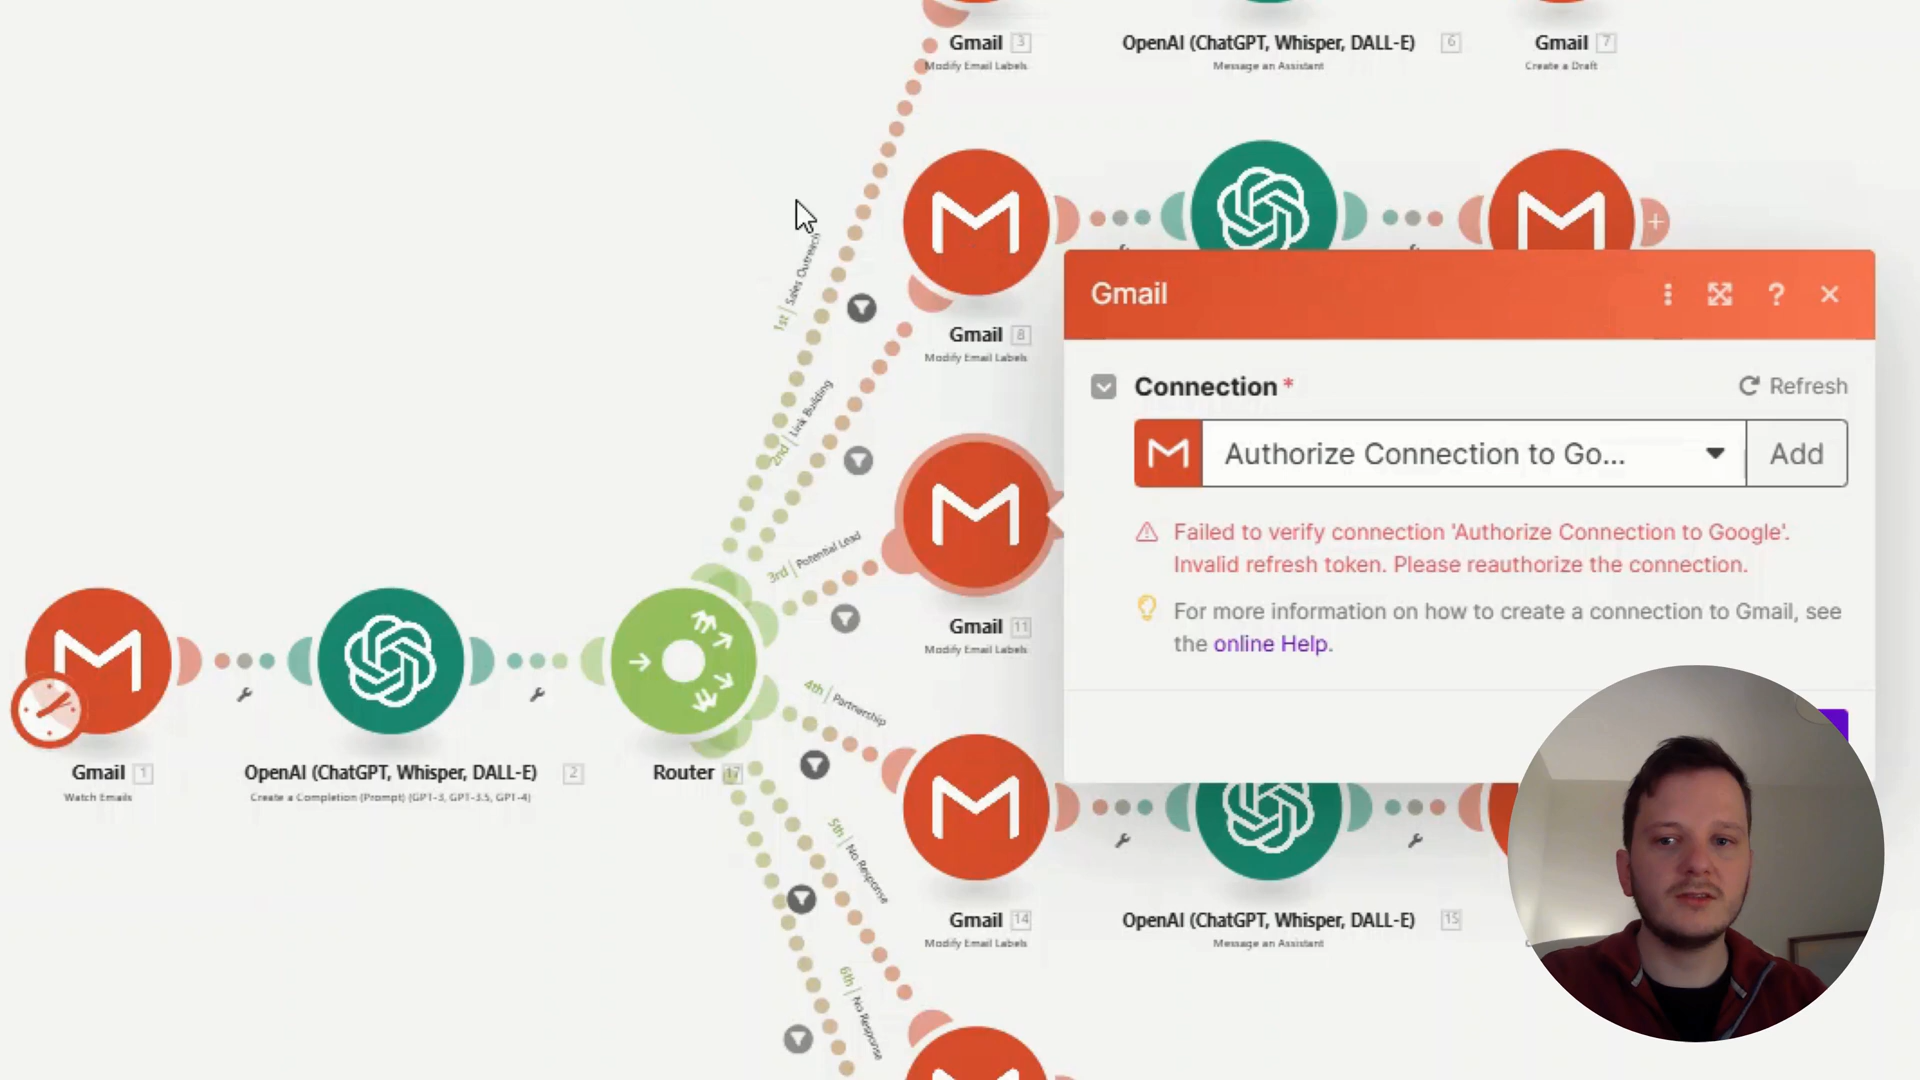 Gmail 3
Modify Email Labels
OpenAI (ChatGPT, Whisper, DALL-E) 6
Message an Assistant
Gmail 7
Create a Draft
1st | Sales Outreach
Gmail 8
Modify Email Labels
Gmail
Connection *
Refresh
Authorize Connection to Go...
Add
Failed to verify connection 'Authorize Connection to Google'.
Invalid refresh token. Please reauthorize the connection.
For more information on how to create a connection to Gmail, see
the online Help.
2nd | Link Building
3rd | Potential Lead
Gmail 11
Modify Email Labels
4th | Partnership
Gmail 1
Watch Emails
OpenAI (ChatGPT, Whisper, DALL-E) 2
Create a Completion (Prompt) (GPT-3, GPT-3.5, GPT-4)
Router 17
5th | No Response
Gmail 14
Modify Email Labels
OpenAI (ChatGPT, Whisper, DALL-E) 15
Message an Assistant
6th | No Response